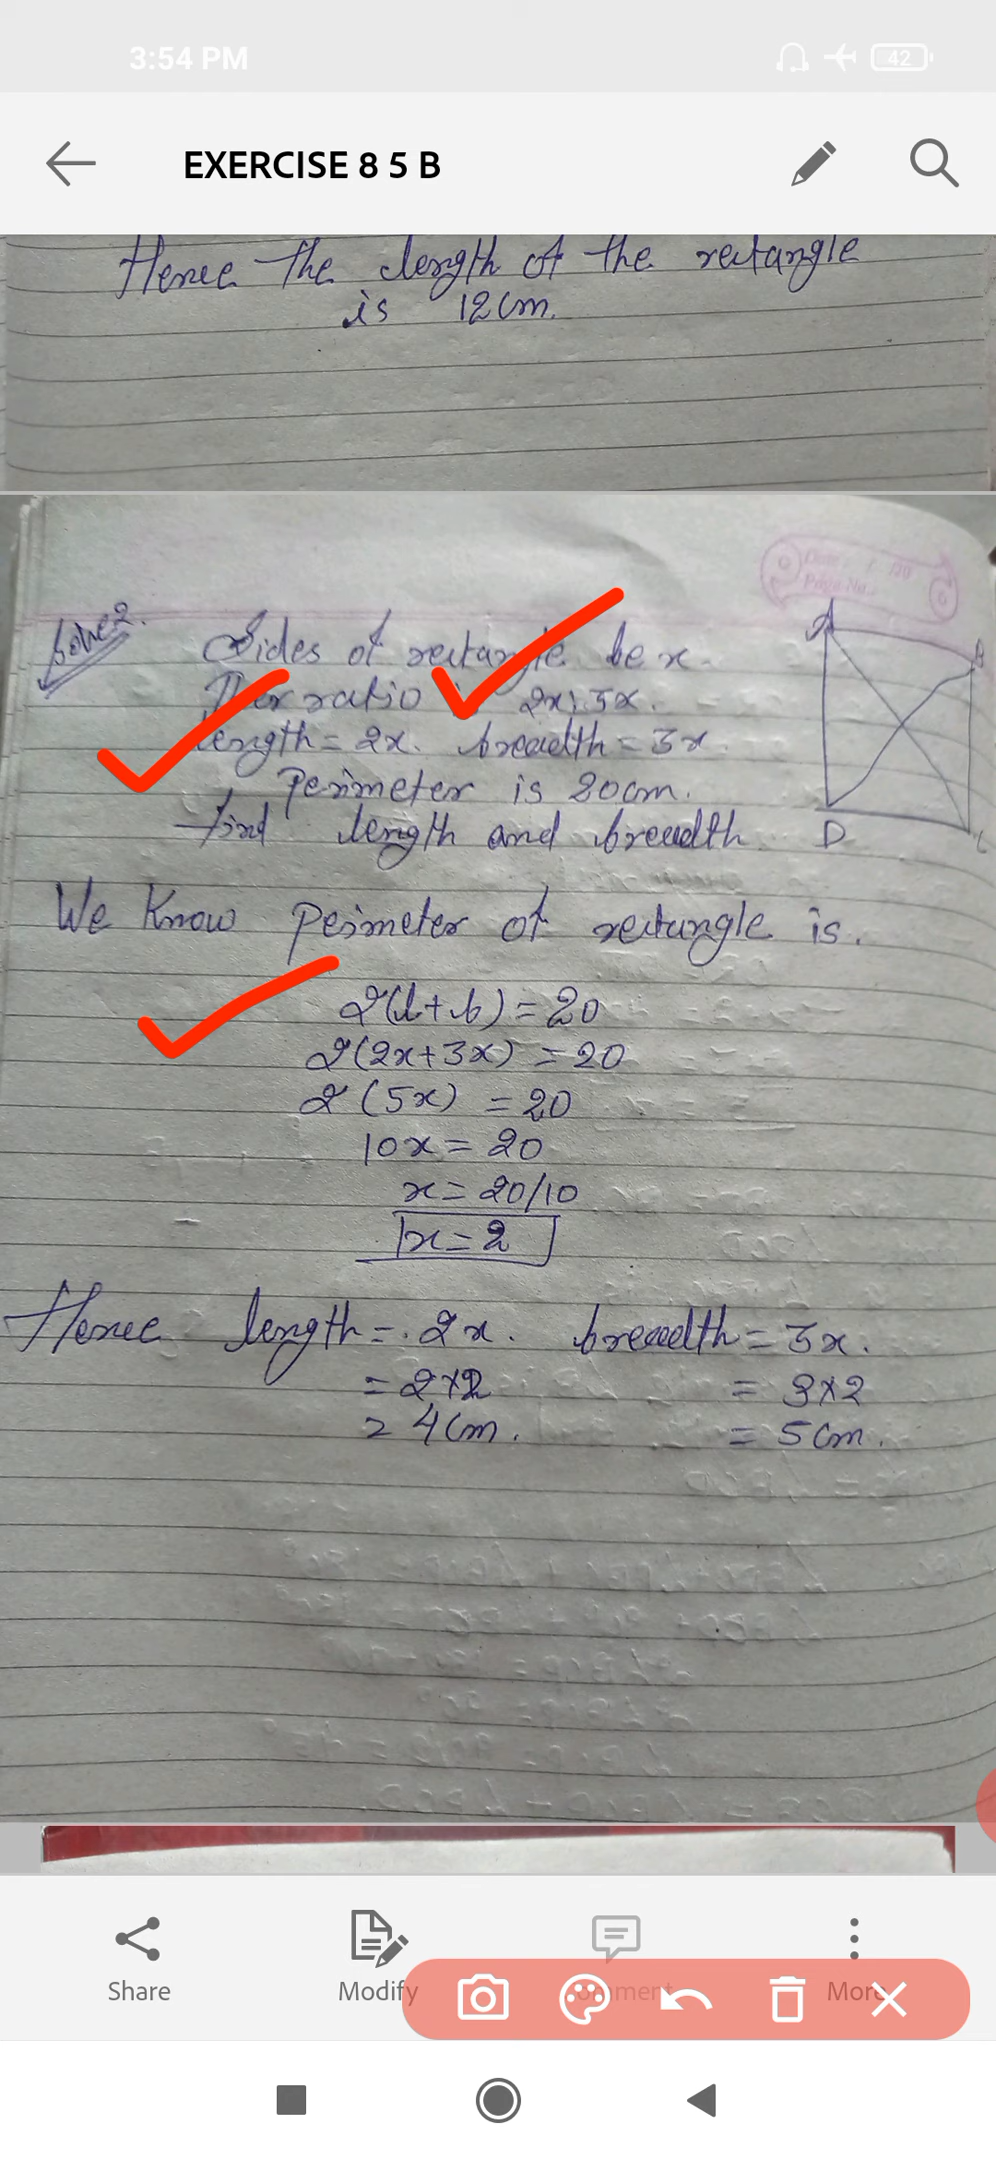 3:54 PM
42
EXERCISE 8 5 B
Hence The length of the rectangle
is 12cm.
Solve 2.
Sides of rectangle be x.
ratio 2x:3x.
length = 2x. breadth = 3x
Perimeter is 20cm.
find length and breadth
A
B
D
C
We Know perimeter of rectangle is.
2(l+b) = 20
2(2x+3x) = 20
2(5x) = 20
10x = 20
x = 20/10
x = 2
Hence length = 2x. breadth = 3x.
= 2×2 = 3×2
= 4cm. = 5cm.
Share
Modify
More